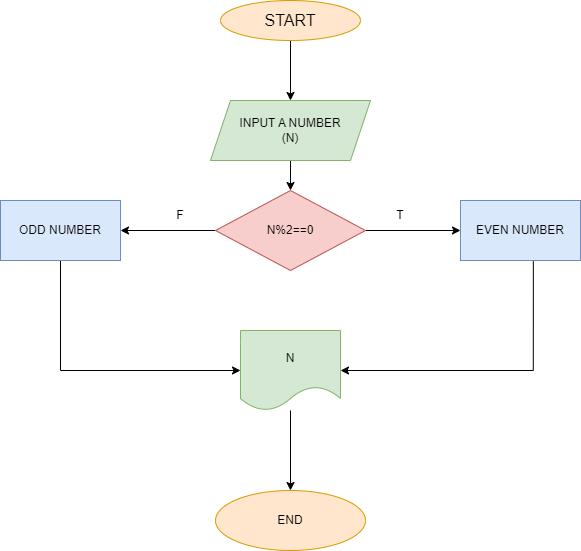 START
INPUT A NUMBER
(N)
F
T
ODD NUMBER
N%2==0
EVEN NUMBER
N
END